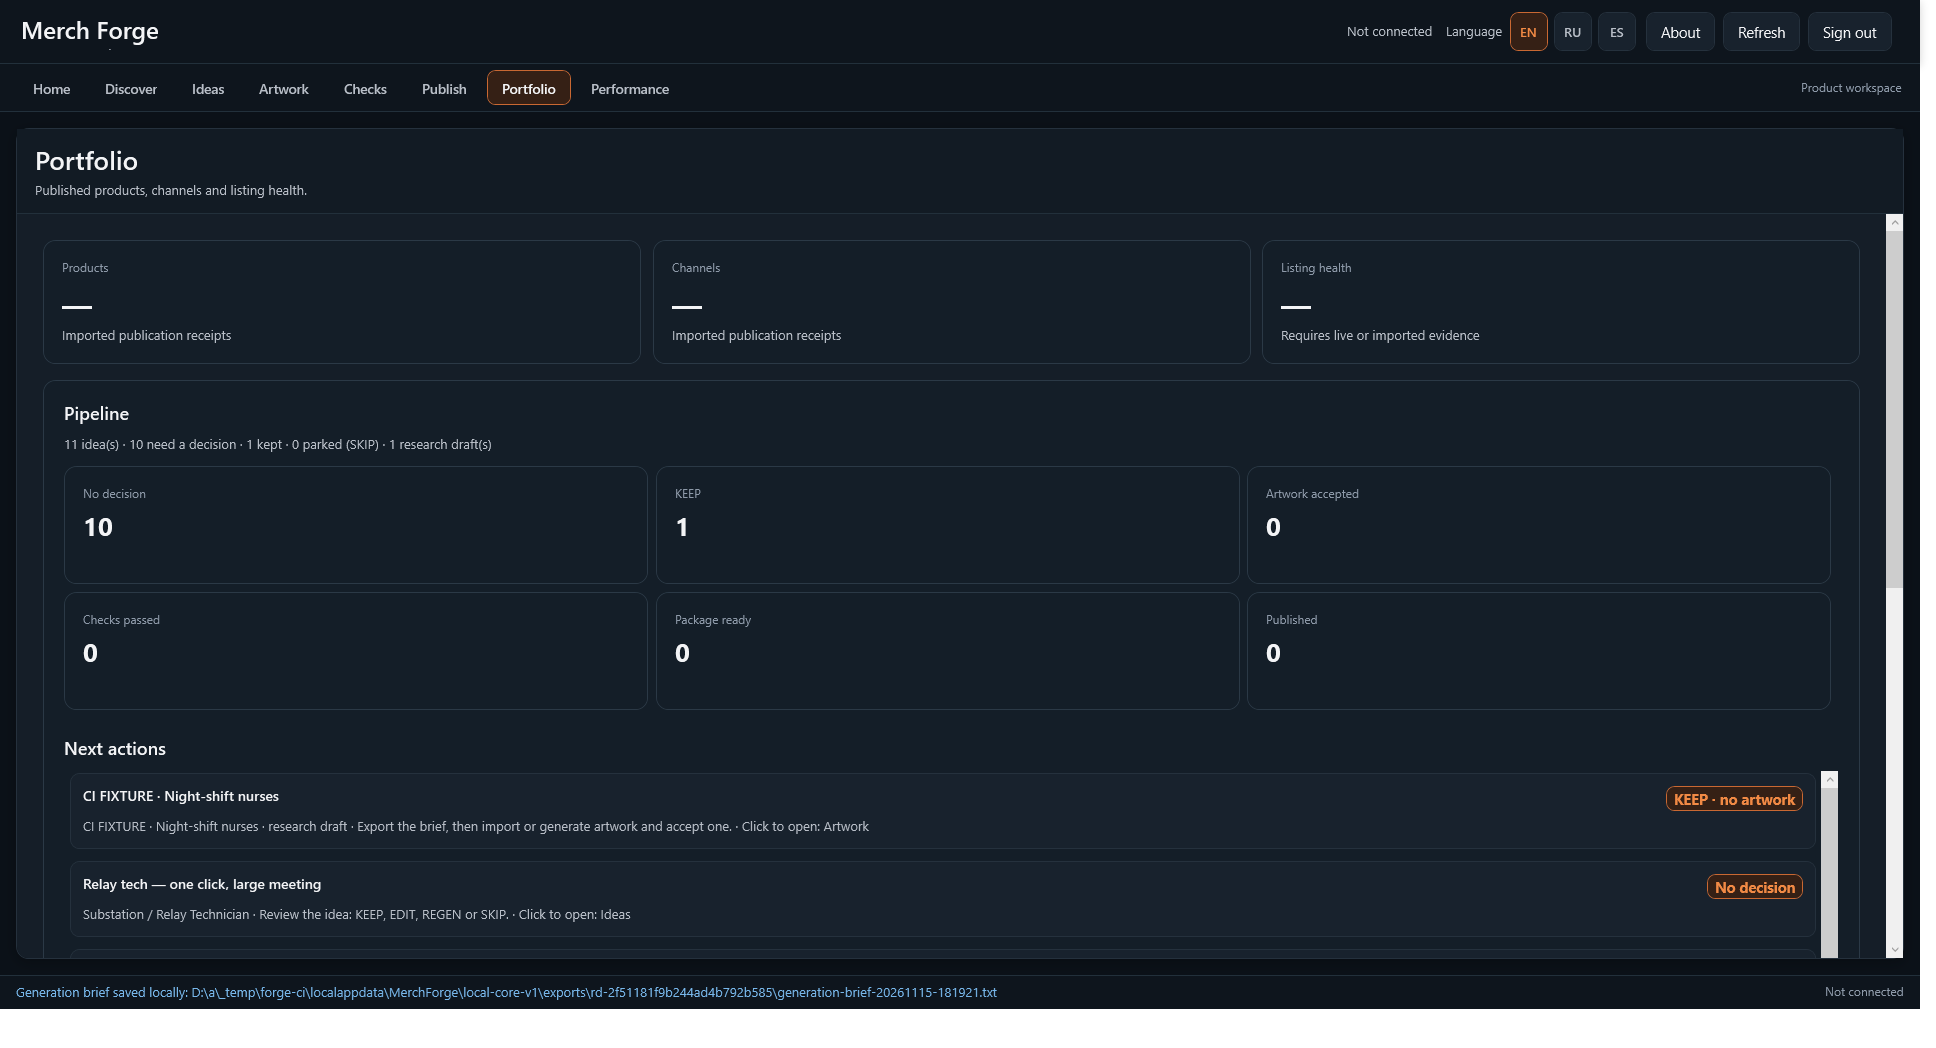 Merch Forge
Not connected
Language
EN
RU
ES
About
Refresh
Sign out
Home
Discover
Ideas
Artwork
Checks
Publish
Portfolio
Performance
Product workspace
Portfolio
Published products, channels and listing health.
Products
—
Imported publication receipts
Channels
—
Imported publication receipts
Listing health
—
Requires live or imported evidence
Pipeline
11 idea(s) · 10 need a decision · 1 kept · 0 parked (SKIP) · 1 research draft(s)
No decision
10
KEEP
1
Artwork accepted
0
Checks passed
0
Package ready
0
Published
0
Next actions
CI FIXTURE · Night-shift nurses
KEEP · no artwork
CI FIXTURE · Night-shift nurses · research draft · Export the brief, then import or generate artwork and accept one. · Click to open: Artwork
Relay tech — one click, large meeting
No decision
Substation / Relay Technician · Review the idea: KEEP, EDIT, REGEN or SKIP. · Click to open: Ideas
Generation brief saved locally: D:\a\_temp\forge-ci\localappdata\MerchForge\local-core-v1\exports\rd-2f51181f9b244ad4b792b585\generation-brief-20261115-181921.txt
Not connected